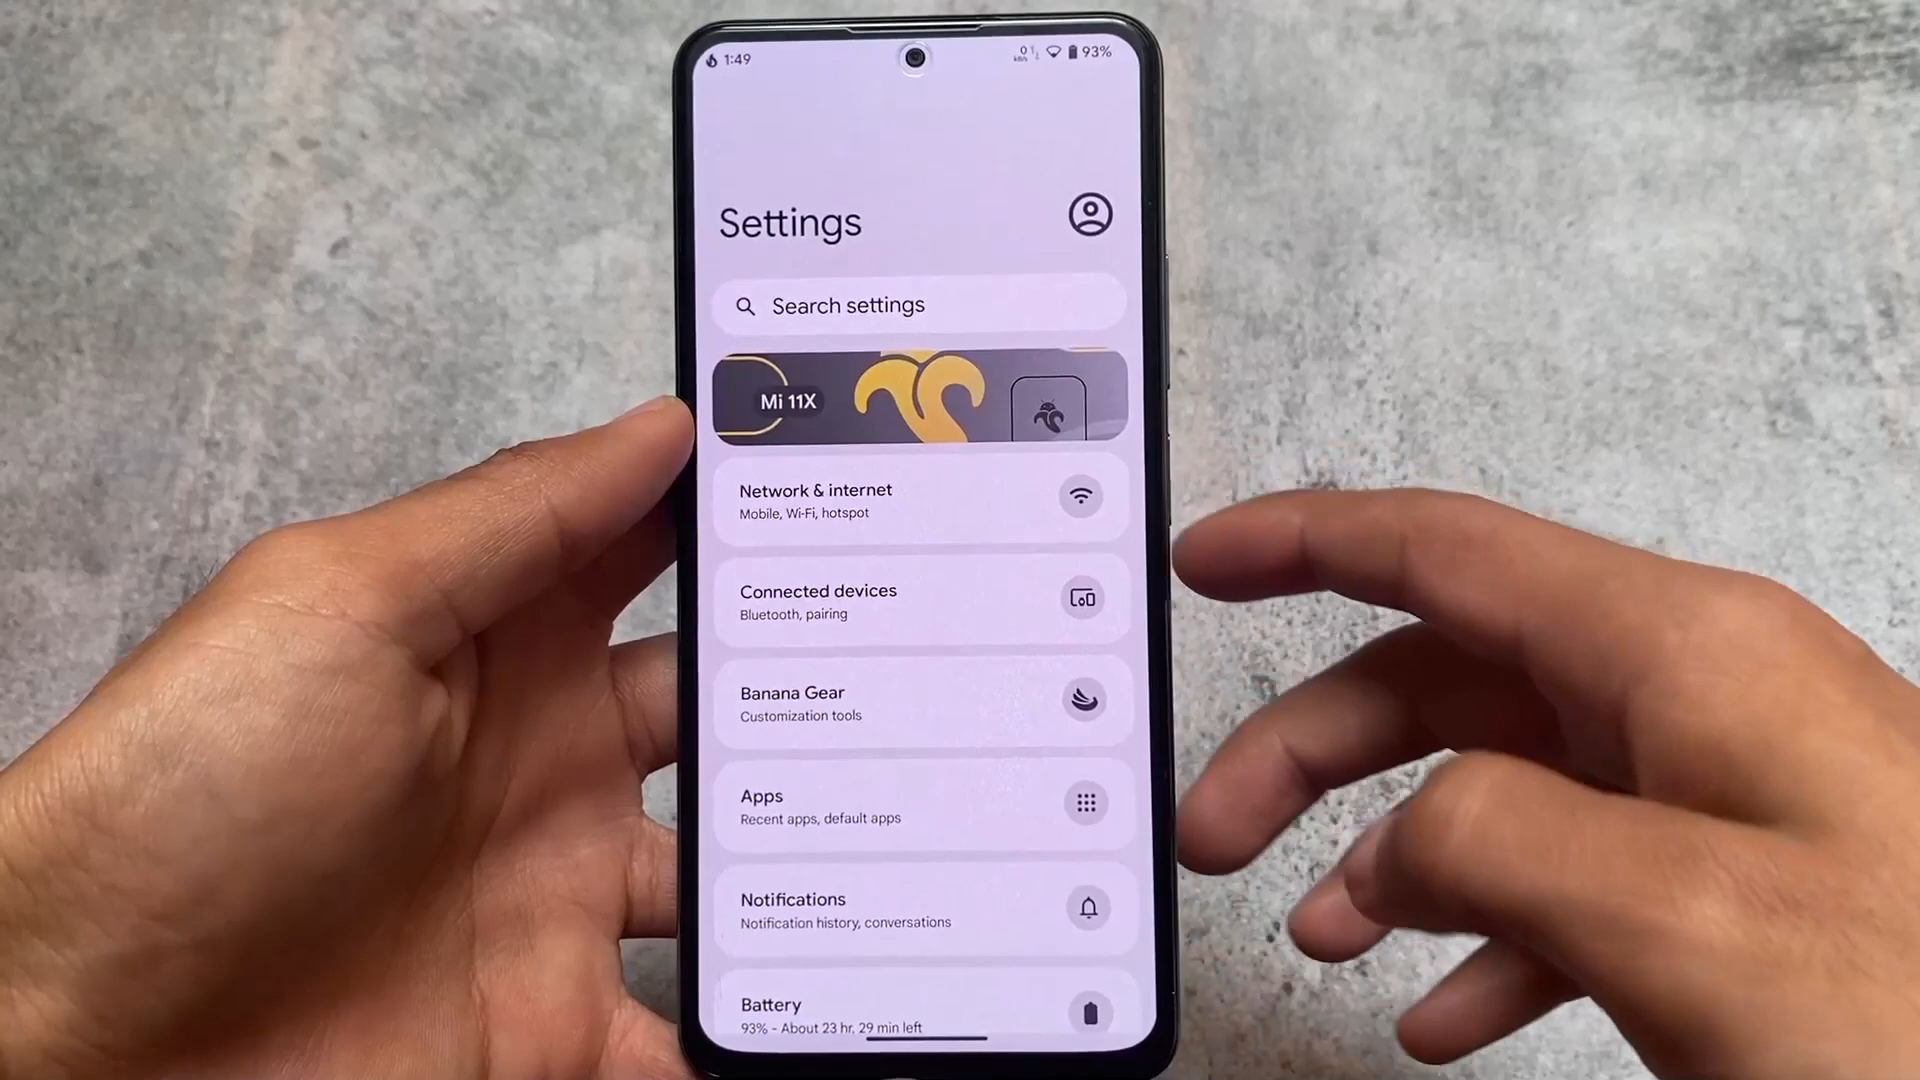 1:49
0
kB/s
93%
Settings
Search settings
Mi 11X
Network & internet
Mobile, Wi-Fi, hotspot
Connected devices
Bluetooth, pairing
Banana Gear
Customization tools
Apps
Recent apps, default apps
Notifications
Notification history, conversations
Battery
93% - About 23 hr, 29 min left